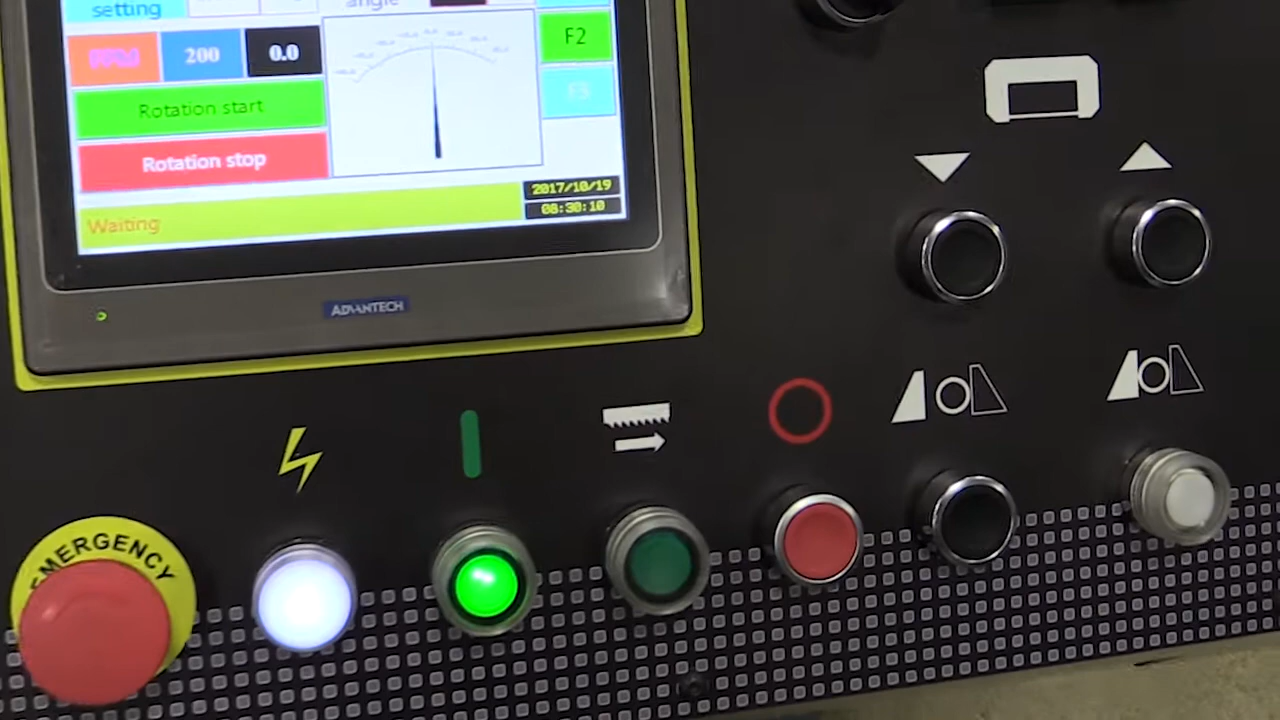 setting
angle
200
0.0
F2
Rotation start
F3
Rotation stop
2017/10/19
Waiting
08:30:10
ADVANTECH
EMERGENCY